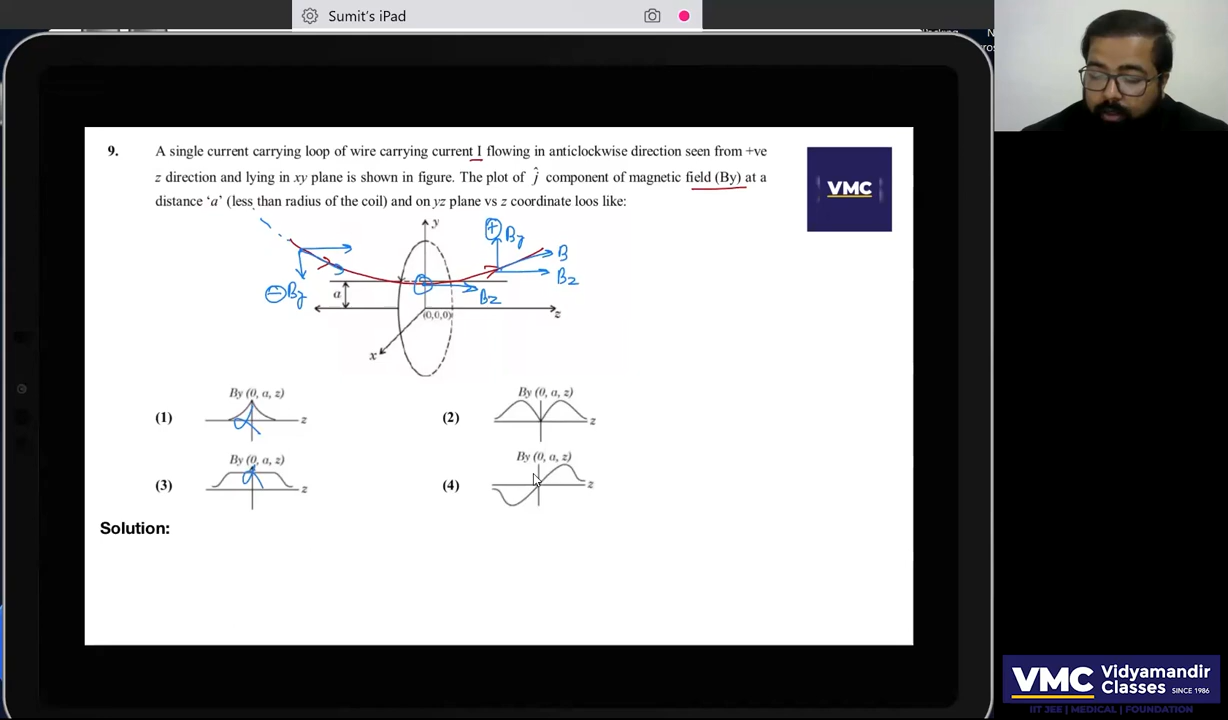 Sumit's iPad
9. A single current carrying loop of wire carrying current I flowing in anticlockwise direction seen from +ve
z direction and lying in xy plane is shown in figure. The plot of ĵ component of magnetic field (By) at a
distance 'a' (less than radius of the coil) and on yz plane vs z coordinate loos like:
VMC
y
+ By
B
Bz
− By
a
Bz
(0,0,0)
z
x
(1) By (0, a, z) z
(2) By (0, a, z) z
(3) By (0, a, z) z
(4) By (0, a, z) z
Solution:
VMC Vidyamandir
Classes SINCE 1986
IIT JEE | MEDICAL | FOUNDATION